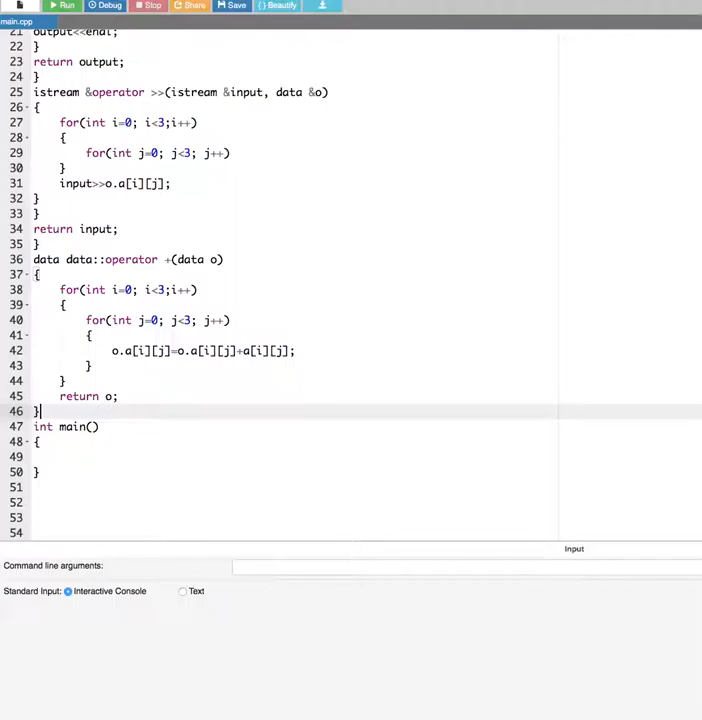 Run Debug Stop Share Save { } Beautify
main.cpp
21 output<<endl;
22 }
23 return output;
24 }
25 istream &operator >>(istream &input, data &o)
26 {
27 for(int i=0; i<3;i++)
28 {
29 for(int j=0; j<3; j++)
30 }
31 input>>o.a[i][j];
32 }
33 }
34 return input;
35 }
36 data data::operator +(data o)
37 {
38 for(int i=0; i<3;i++)
39 {
40 for(int j=0; j<3; j++)
41 {
42 o.a[i][j]=o.a[i][j]+a[i][j];
43 }
44 }
45 return o;
46 }
47 int main()
48 {
49
50 }
51
52
53
54
Input
Command line arguments:
Standard Input: Interactive Console Text